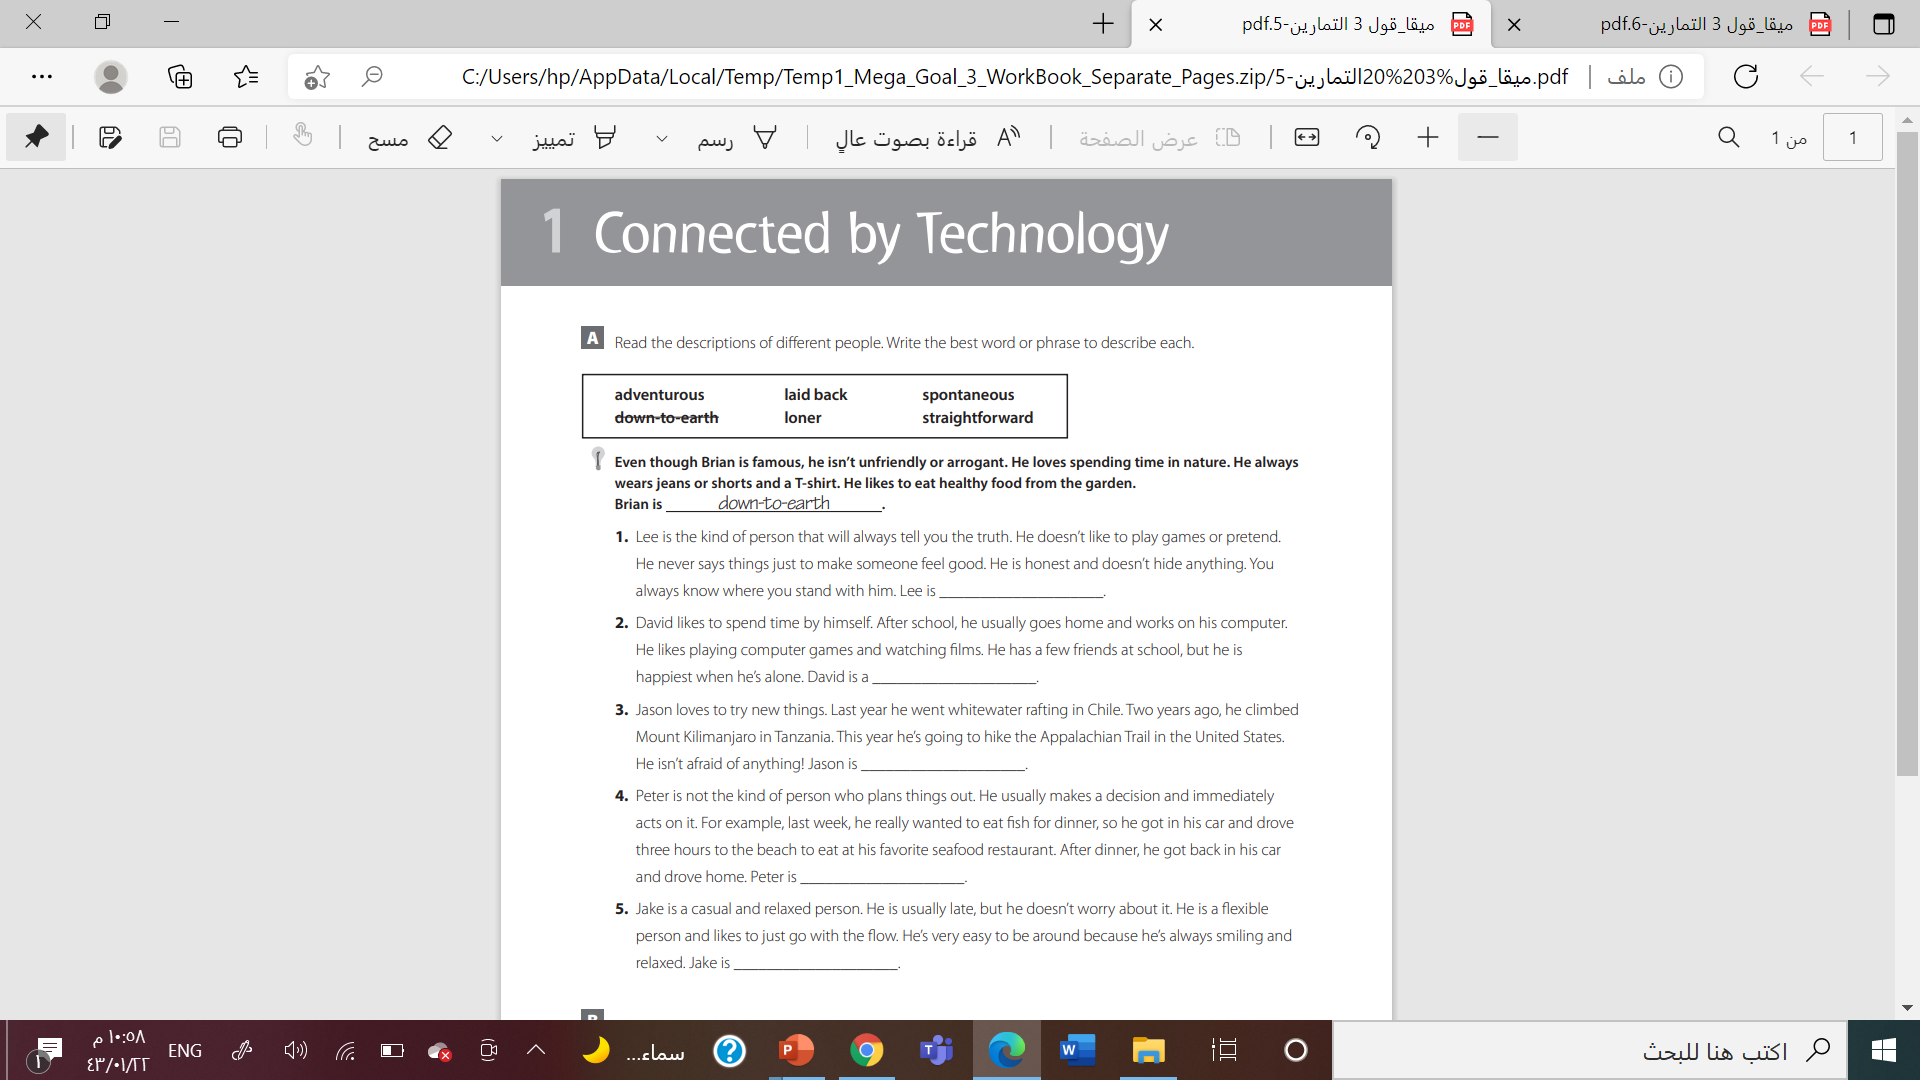 ميقا_قول 3 التمارين-5.pdf
ميقا_قول 3 التمارين-6.pdf
C:/Users/hp/AppData/Local/Temp/Temp1_Mega_Goal_3_WorkBook_Separate_Pages.zip/ميقا_قول%203%20التمارين-5.pdf
ملف
مسح
تمييز
رسم
قراءة بصوت عالٍ
عرض الصفحة
من 1
1
1 Connected by Technology
A Read the descriptions of different people. Write the best word or phrase to describe each.
adventurous laid back spontaneous
down-to-earth loner straightforward
Even though Brian is famous, he isn't unfriendly or arrogant. He loves spending time in nature. He always
wears jeans or shorts and a T-shirt. He likes to eat healthy food from the garden.
Brian is down-to-earth.
1. Lee is the kind of person that will always tell you the truth. He doesn't like to play games or pretend.
He never says things just to make someone feel good. He is honest and doesn't hide anything. You
always know where you stand with him. Lee is ____________________.
2. David likes to spend time by himself. After school, he usually goes home and works on his computer.
He likes playing computer games and watching films. He has a few friends at school, but he is
happiest when he's alone. David is a ____________________.
3. Jason loves to try new things. Last year he went whitewater rafting in Chile. Two years ago, he climbed
Mount Kilimanjaro in Tanzania. This year he's going to hike the Appalachian Trail in the United States.
He isn't afraid of anything! Jason is ____________________.
4. Peter is not the kind of person who plans things out. He usually makes a decision and immediately
acts on it. For example, last week, he really wanted to eat fish for dinner, so he got in his car and drove
three hours to the beach to eat at his favorite seafood restaurant. After dinner, he got back in his car
and drove home. Peter is ____________________.
5. Jake is a casual and relaxed person. He is usually late, but he doesn't worry about it. He is a flexible
person and likes to just go with the flow. He's very easy to be around because he's always smiling and
relaxed. Jake is ____________________.
١٠:٥٨ م
٤٣/٠١/٢٢
١
ENG
سماء...
اكتب هنا للبحث